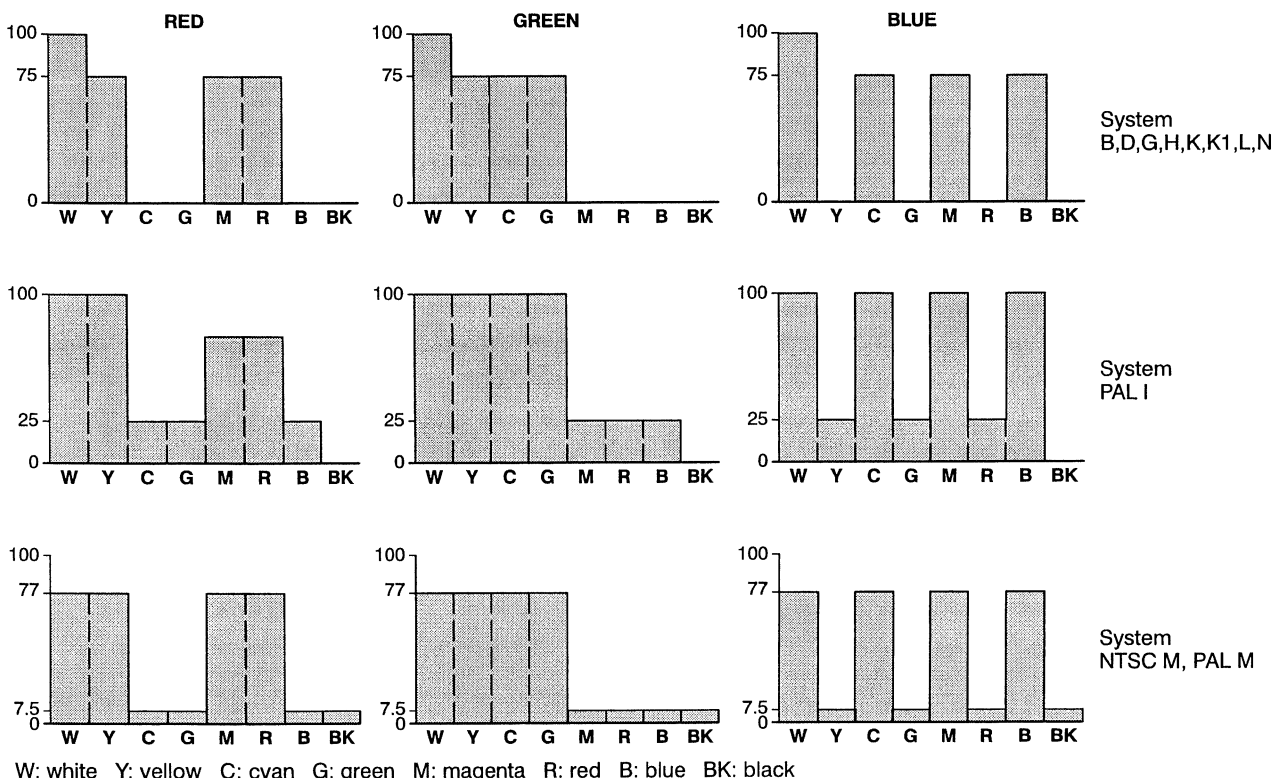 RED GREEN BLUE
100 100 100
75 75 75
0 0 0
W Y C G M R B BK W Y C G M R B BK W Y C G M R B BK
System
B,D,G,H,K,K1,L,N
100 100 100
25 25 25
0 0 0
W Y C G M R B BK W Y C G M R B BK W Y C G M R B BK
System
PAL I
100 100 100
77 77 77
7.5 7.5 7.5
0 0 0
W Y C G M R B BK W Y C G M R B BK W Y C G M R B BK
System
NTSC M, PAL M
W: white Y: yellow C: cyan G: green M: magenta R: red B: blue BK: black